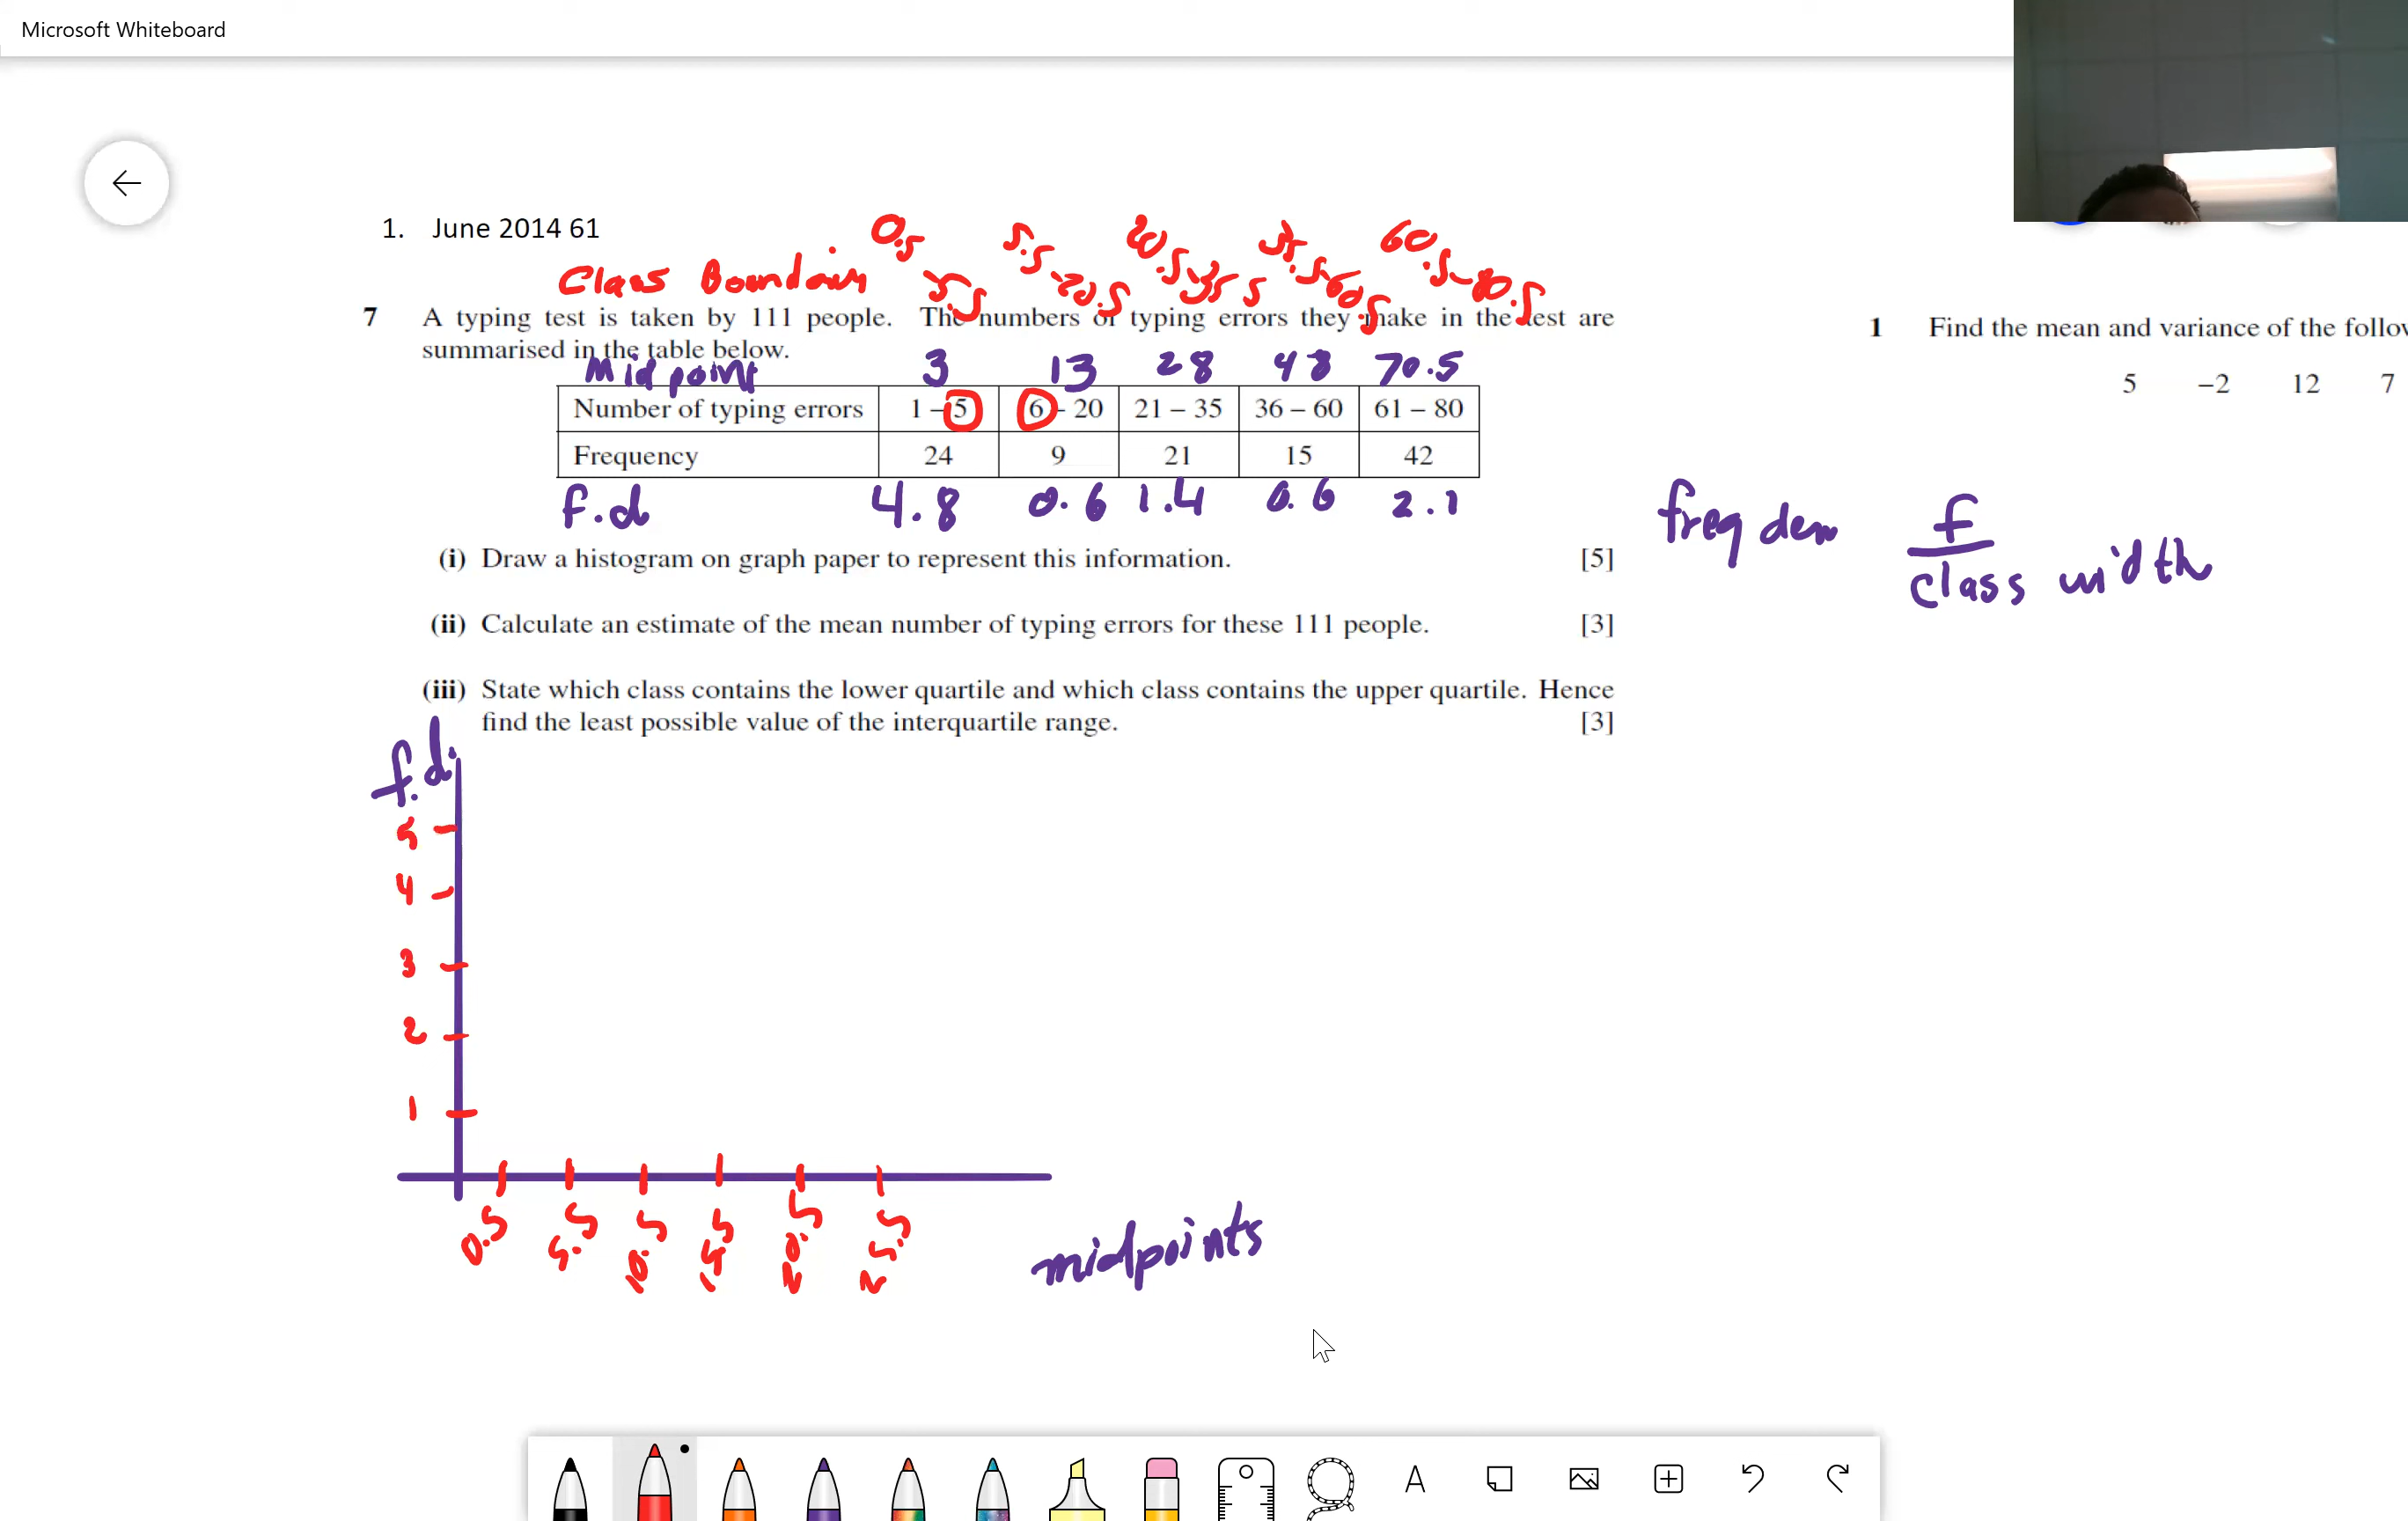 Microsoft Whiteboard
1. June 2014 61
0.5 5.5 20.5 35.5 60.5
Class Boundary 5.5 -20.5 -35.5 -60.5 -80.5
7 A typing test is taken by 111 people. The numbers of typing errors they make in the test are
summarised in the table below.
Midpoint 3 13 28 48 70.5
Number of typing errors 1 – 5 6 – 20 21 – 35 36 – 60 61 – 80
Frequency 24 9 21 15 42
f.d 4.8 0.6 1.4 0.6 2.1
(i) Draw a histogram on graph paper to represent this information. [5]
(ii) Calculate an estimate of the mean number of typing errors for these 111 people. [3]
(iii) State which class contains the lower quartile and which class contains the upper quartile. Hence
find the least possible value of the interquartile range. [3]
1 Find the mean and variance of the
5 −2 12 7
freq den f
class width
f.d.
5
4
3
2
1
0.5 5.5 10.5 15.5 20.5 25.5
midpoints
A